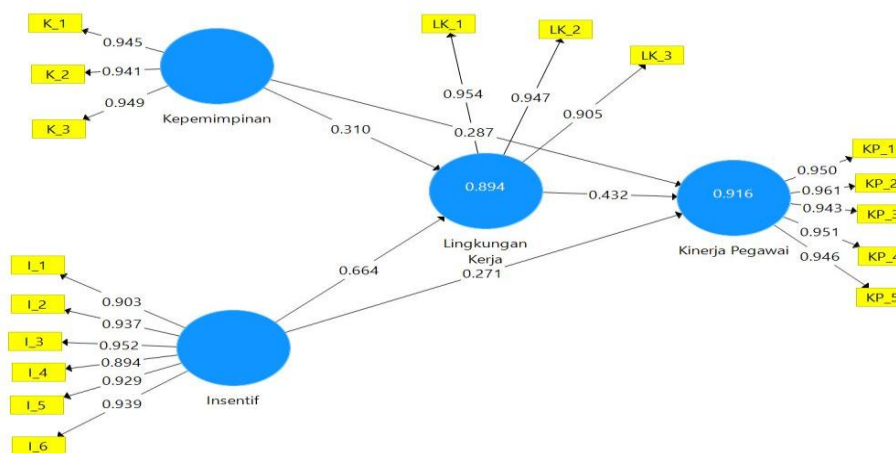 K_1
0.945
K_2
0.941
K_3
0.949
Kepemimpinan
LK_1
LK_2
LK_3
0.954
0.947
0.905
0.310
0.287
0.894
Lingkungan
Kerja
0.432
0.916
Kinerja Pegawai
KP_1
0.950
KP_2
0.961
KP_3
0.943
KP_4
0.951
KP_5
0.946
0.664
0.271
I_1
0.903
I_2
0.937
I_3
0.952
I_4
0.894
I_5
0.929
I_6
0.939
Insentif